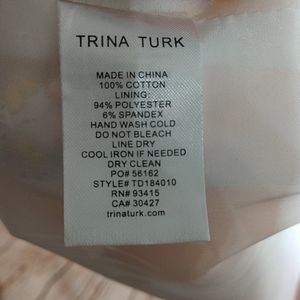 TRINA TURK
MADE IN CHINA
100% COTTON
LINING:
94% POLYESTER
6% SPANDEX
HAND WASH COLD
DO NOT BLEACH
LINE DRY
COOL IRON IF NEEDED
DRY CLEAN
PO# 56162
STYLE# TD184010
RN# 93415
CA# 30427
trinaturk.com